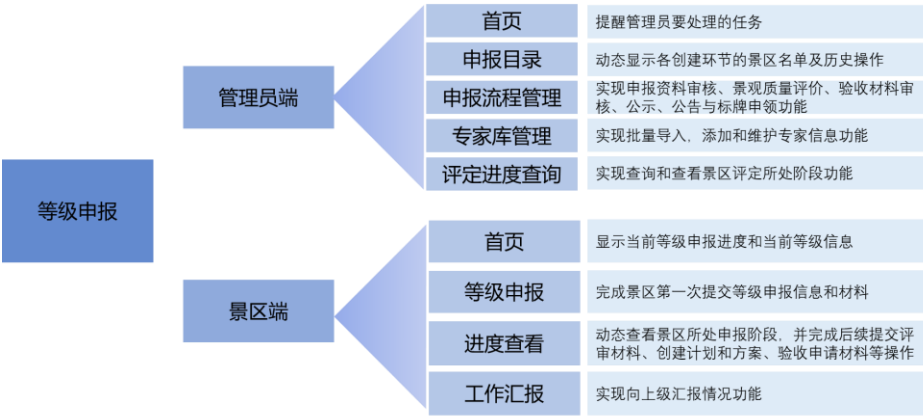 等级申报
管理员端
首页
提醒管理员要处理的任务
申报目录
动态显示各创建环节的景区名单及历史操作
申报流程管理
实现申报资料审核、景观质量评价、验收材料审
核、公示、公告与标牌申领功能
专家库管理
实现批量导入，添加和维护专家信息功能
评定进度查询
实现查询和查看景区评定所处阶段功能
景区端
首页
显示当前等级申报进度和当前等级信息
等级申报
完成景区第一次提交等级申报信息和材料
进度查看
动态查看景区所处申报阶段，并完成后续提交评
审材料、创建计划和方案、验收申请材料等操作
工作汇报
实现向上级汇报情况功能